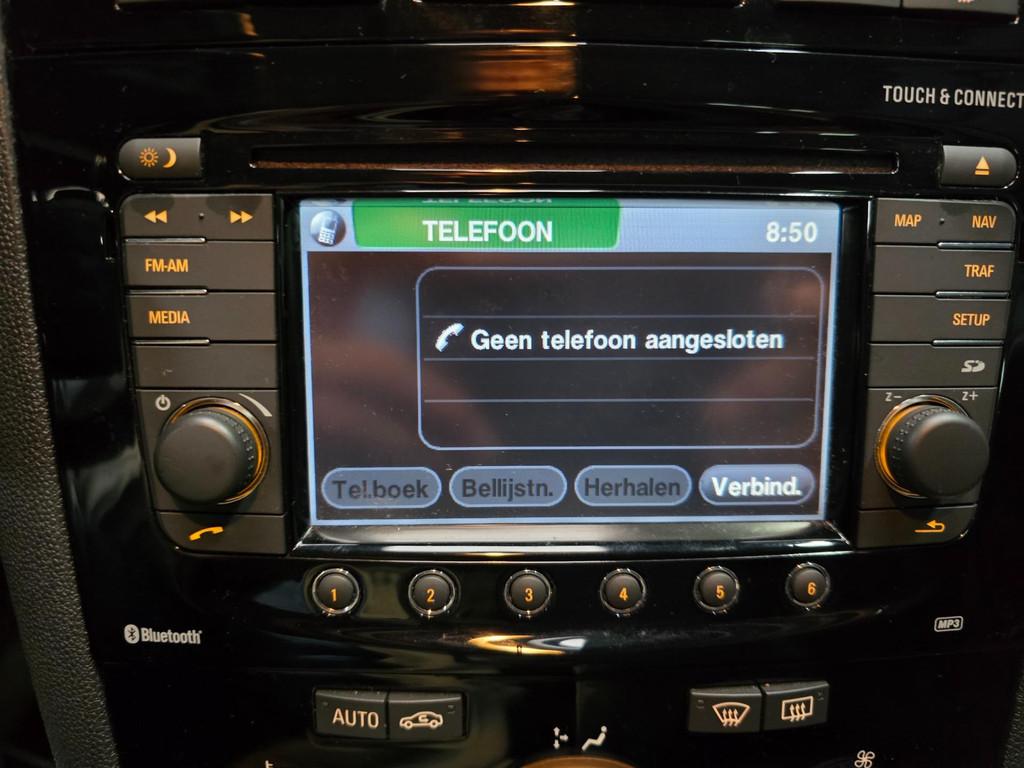 TOUCH & CONNECT
TELEFOON
8:50
MAP
NAV
FM-AM
TRAF
MEDIA
SETUP
Geen telefoon aangesloten
SD
Z-
Z+
Tel.boek
Bellijstn.
Herhalen
Verbind.
1
2
3
4
5
6
Bluetooth
MP3
AUTO